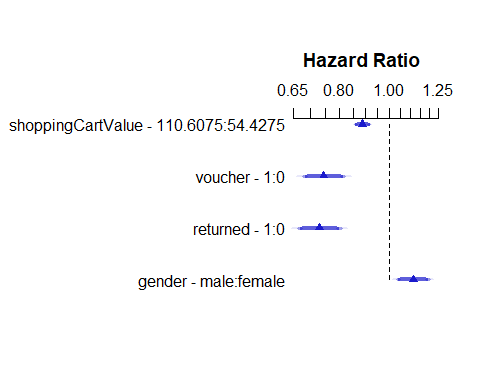 Hazard Ratio
0.65 0.80 1.00 1.25
shoppingCartValue - 110.6075:54.4275
voucher - 1:0
returned - 1:0
gender - male:female